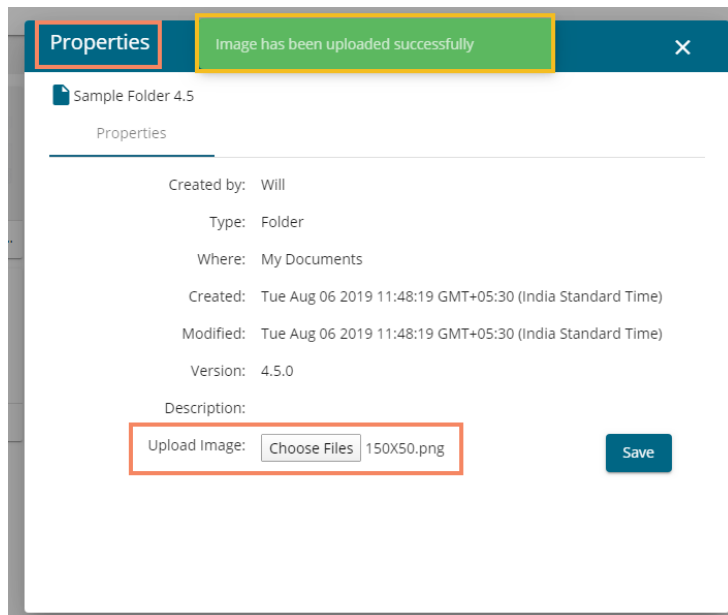 Properties
Image has been uploaded successfully
Sample Folder 4.5
Properties
Created by: Will
Type: Folder
Where: My Documents
Created: Tue Aug 06 2019 11:48:19 GMT+05:30 (India Standard Time)
Modified: Tue Aug 06 2019 11:48:19 GMT+05:30 (India Standard Time)
Version: 4.5.0
Description:
Upload Image: Choose Files 150X50.png
Save